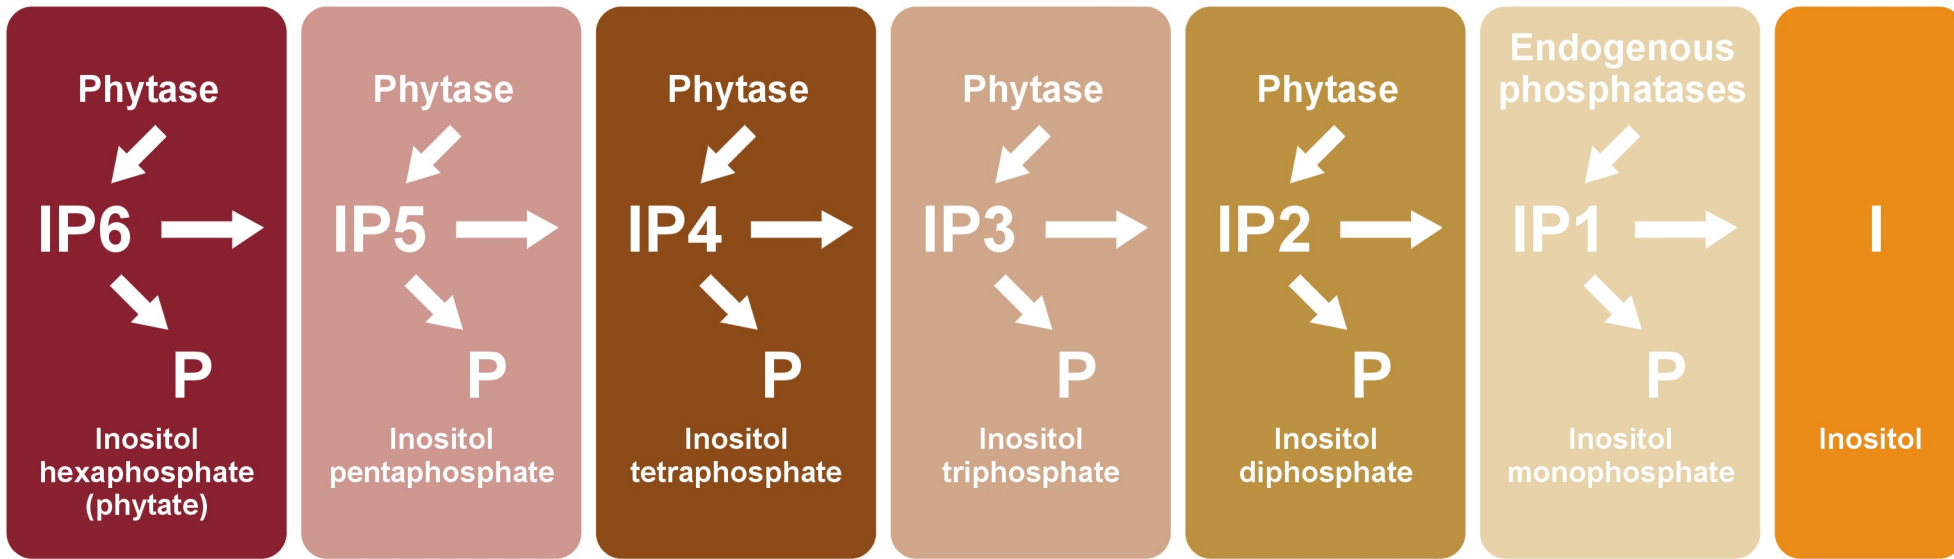 Phytase
IP6
P
Inositol
hexaphosphate
(phytate)
Phytase
IP5
P
Inositol
pentaphosphate
Phytase
IP4
P
Inositol
tetraphosphate
Phytase
IP3
P
Inositol
triphosphate
Phytase
IP2
P
Inositol
diphosphate
Endogenous
phosphatases
IP1
P
Inositol
monophosphate
I
Inositol